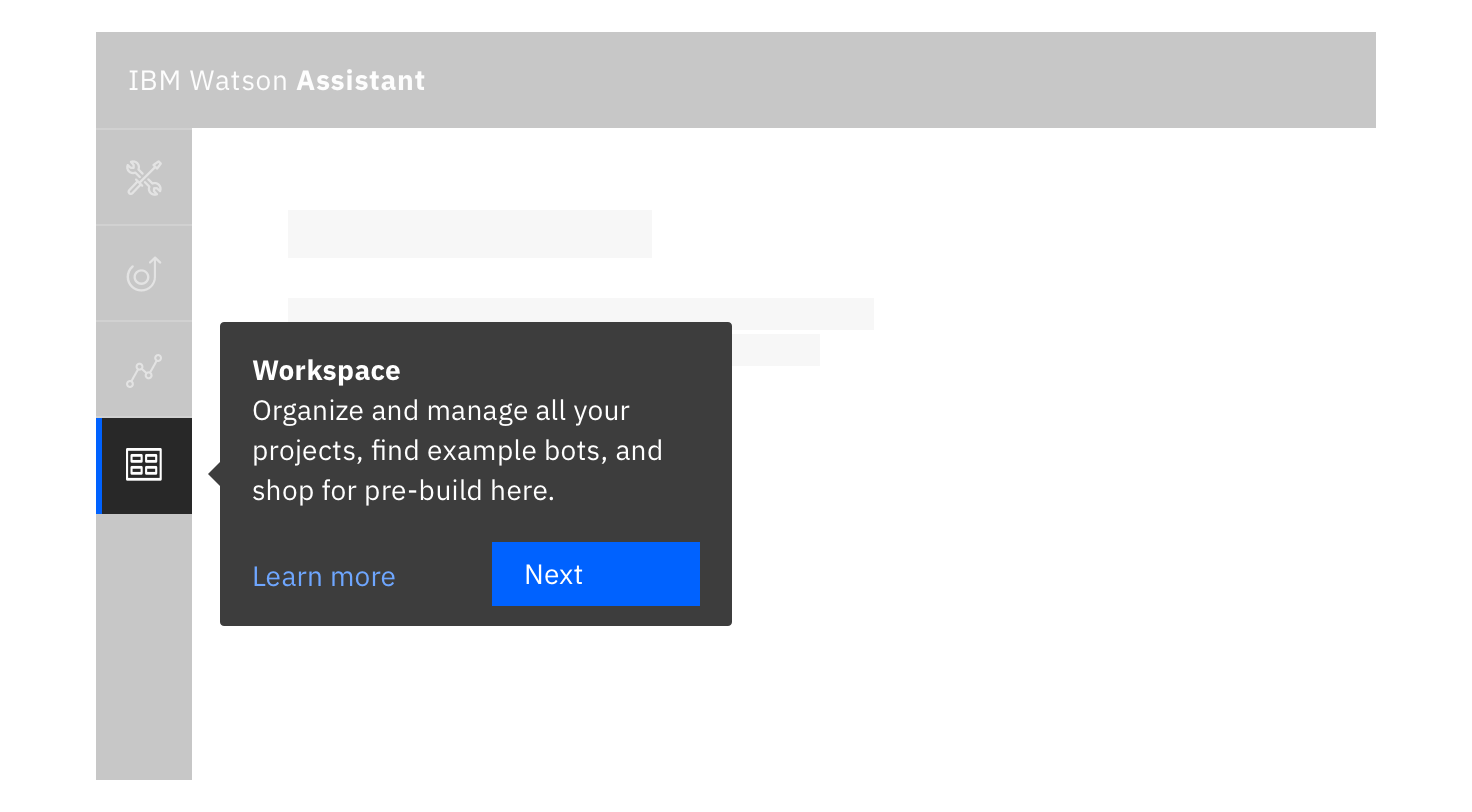 IBM Watson Assistant
Workspace
Organize and manage all your
projects, find example bots, and
shop for pre-build here.
Learn more
Next